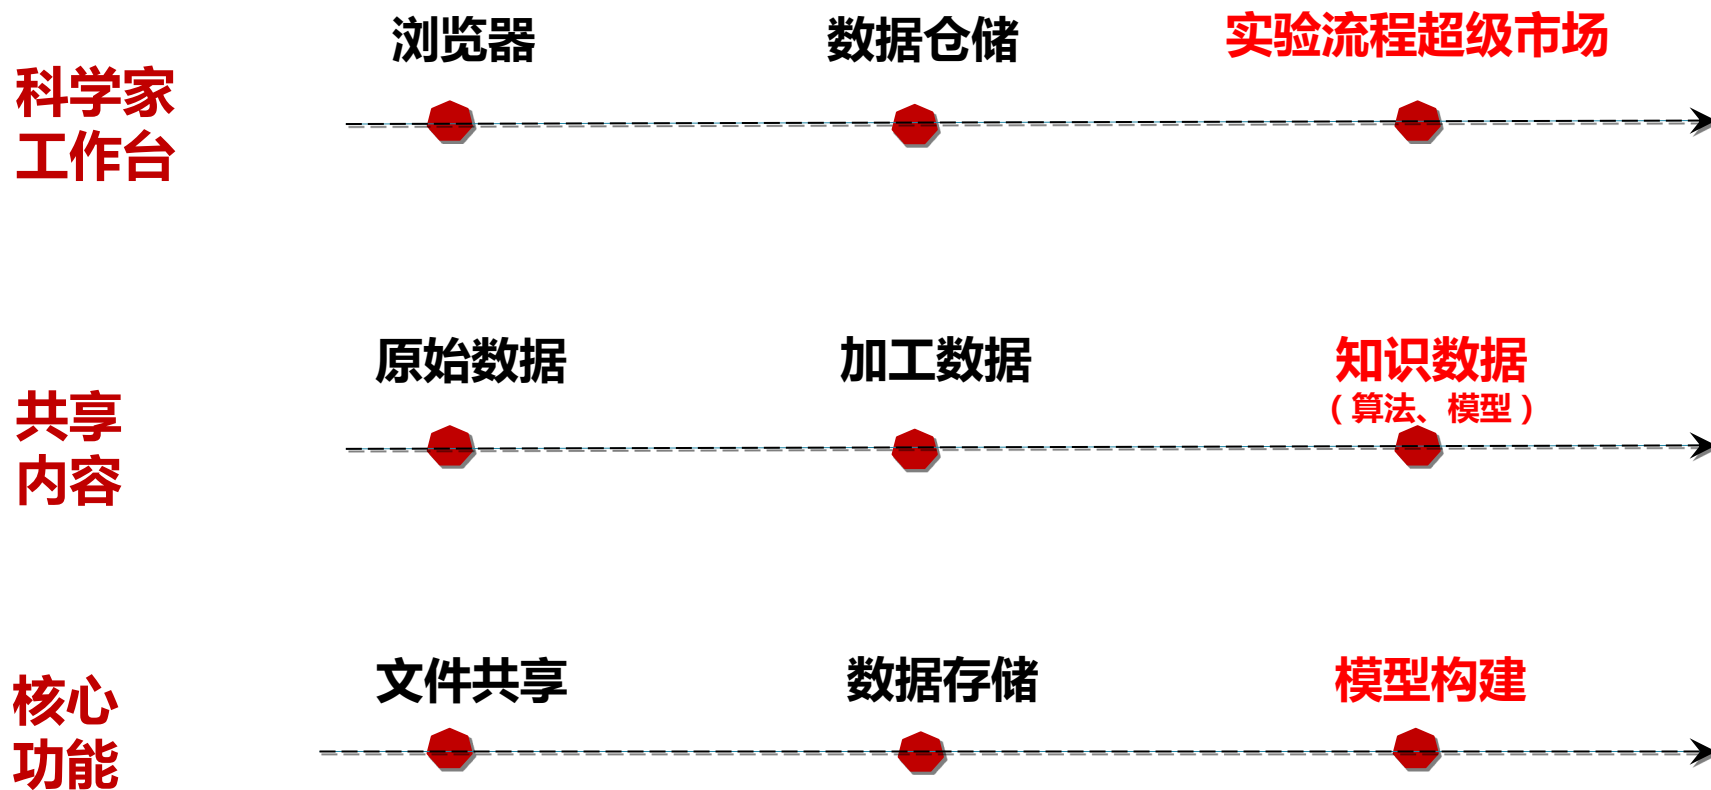 浏览器
数据仓储
实验流程超级市场
科学家
工作台
原始数据
加工数据
知识数据
（算法、模型）
共享
内容
文件共享
数据存储
模型构建
核心
功能